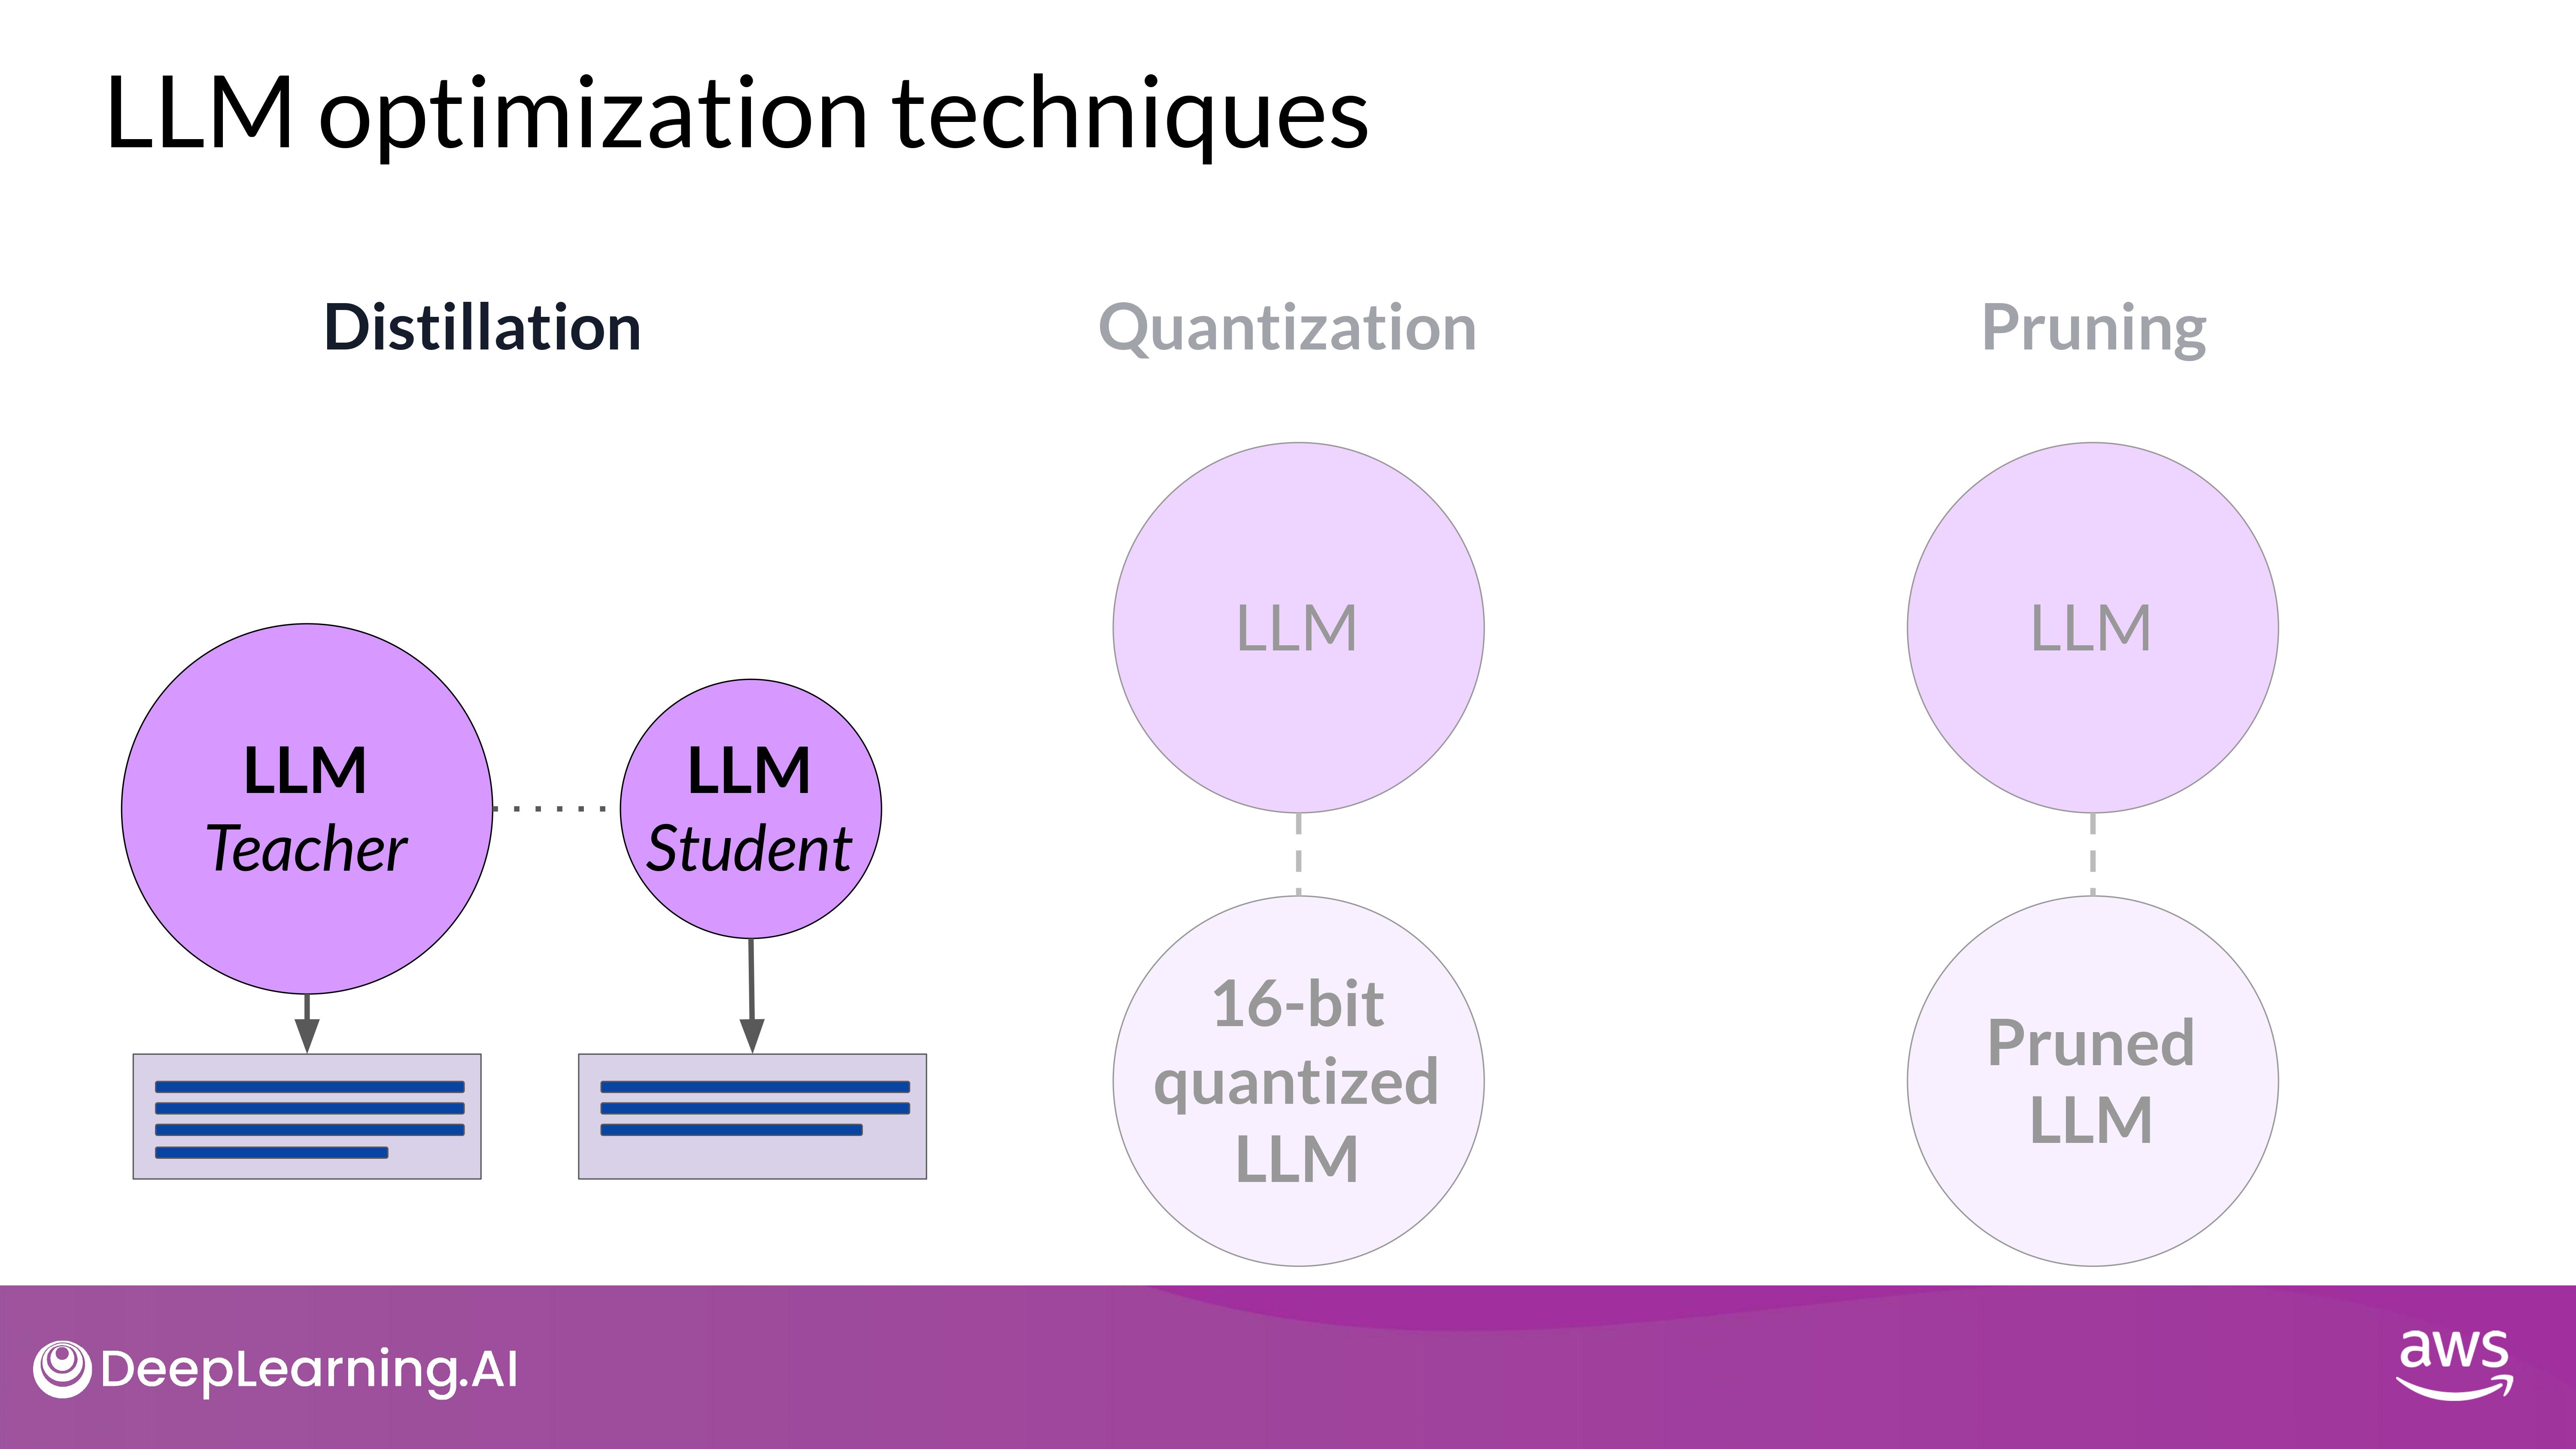 LLM optimization techniques
Distillation
Quantization
Pruning
LLM
Teacher
LLM
Student
LLM
16-bit
quantized
LLM
LLM
Pruned
LLM
DeepLearning.AI
aws